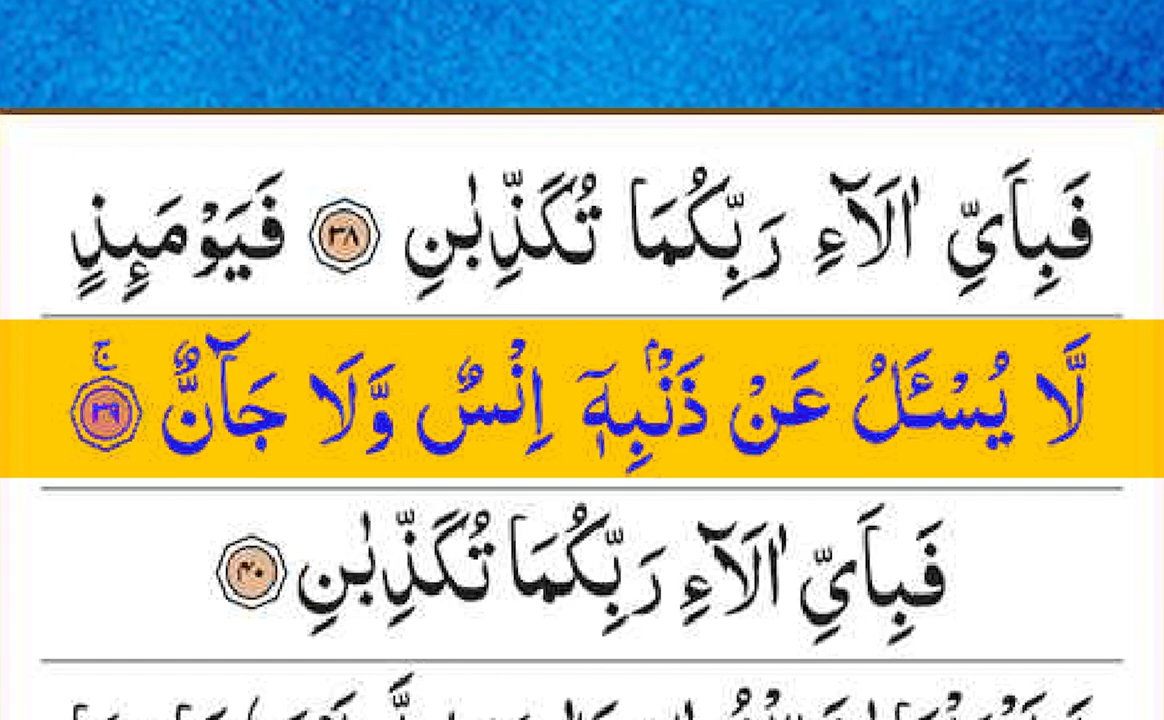 فَبِاَىِّ اٰلَآءِ رَبِّكُمَا تُكَذِّبٰنِ ٣٨ فَيَوْمَىِٕذٍ
لَّا يُسْـَٔلُ عَنْ ذَنْۢبِهٖٓ اِنْسٌ وَّلَا جَآنٌّ ۚ ٣٩
فَبِاَىِّ اٰلَآءِ رَبِّكُمَا تُكَذِّبٰنِ ٤٠